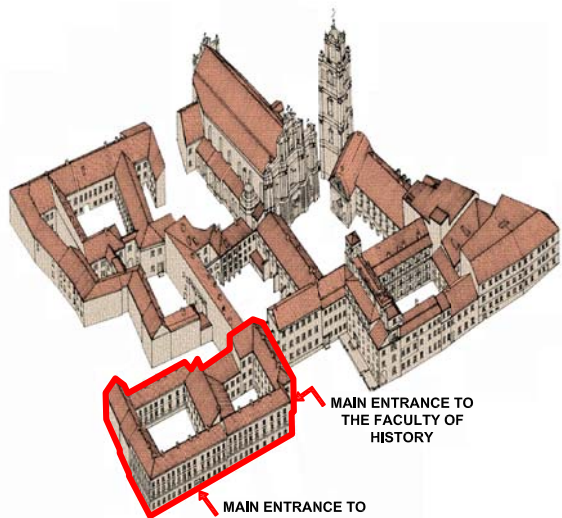 MAIN ENTRANCE TO
THE FACULTY OF
HISTORY
MAIN ENTRANCE TO